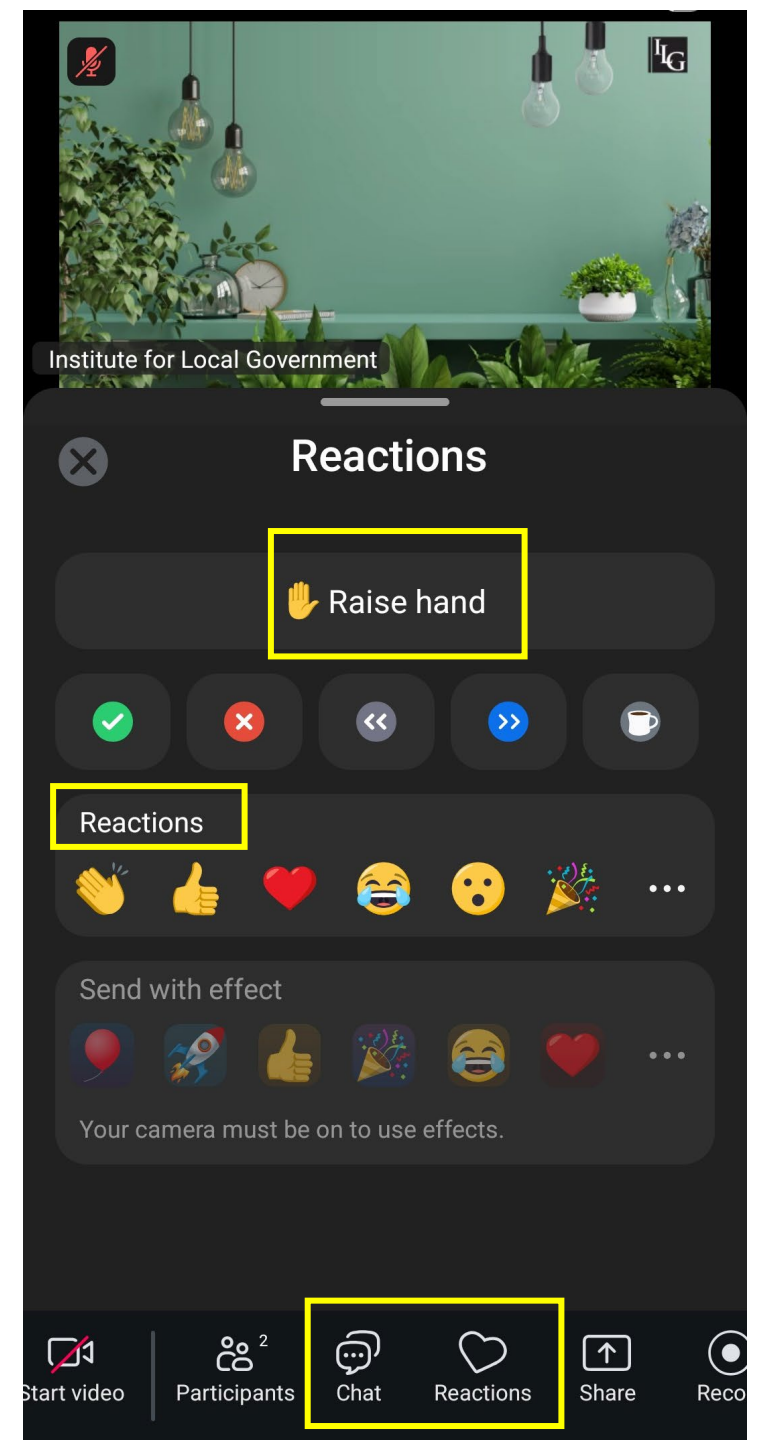 ILG
Institute for Local Government
Reactions
Raise hand
Reactions
Send with effect
Your camera must be on to use effects.
2
Start video
Participants
Chat
Reactions
Share
Reco